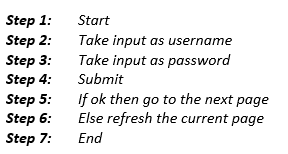 Step 1: Start
Step 2: Take input as username
Step 3: Take input as password
Step 4: Submit
Step 5: If ok then go to the next page
Step 6: Else refresh the current page
Step 7: End